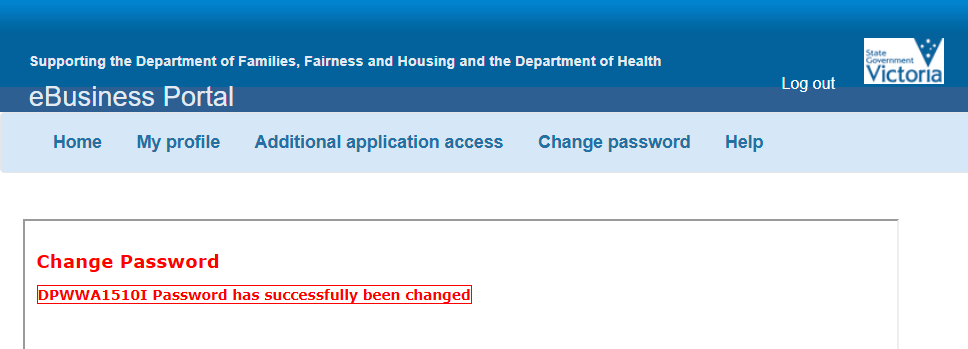 Supporting the Department of Families, Fairness and Housing and the Department of Health
State
Government
Victoria
Log out
eBusiness Portal
Home My profile Additional application access Change password Help
Change Password
DPWWA1510I Password has successfully been changed